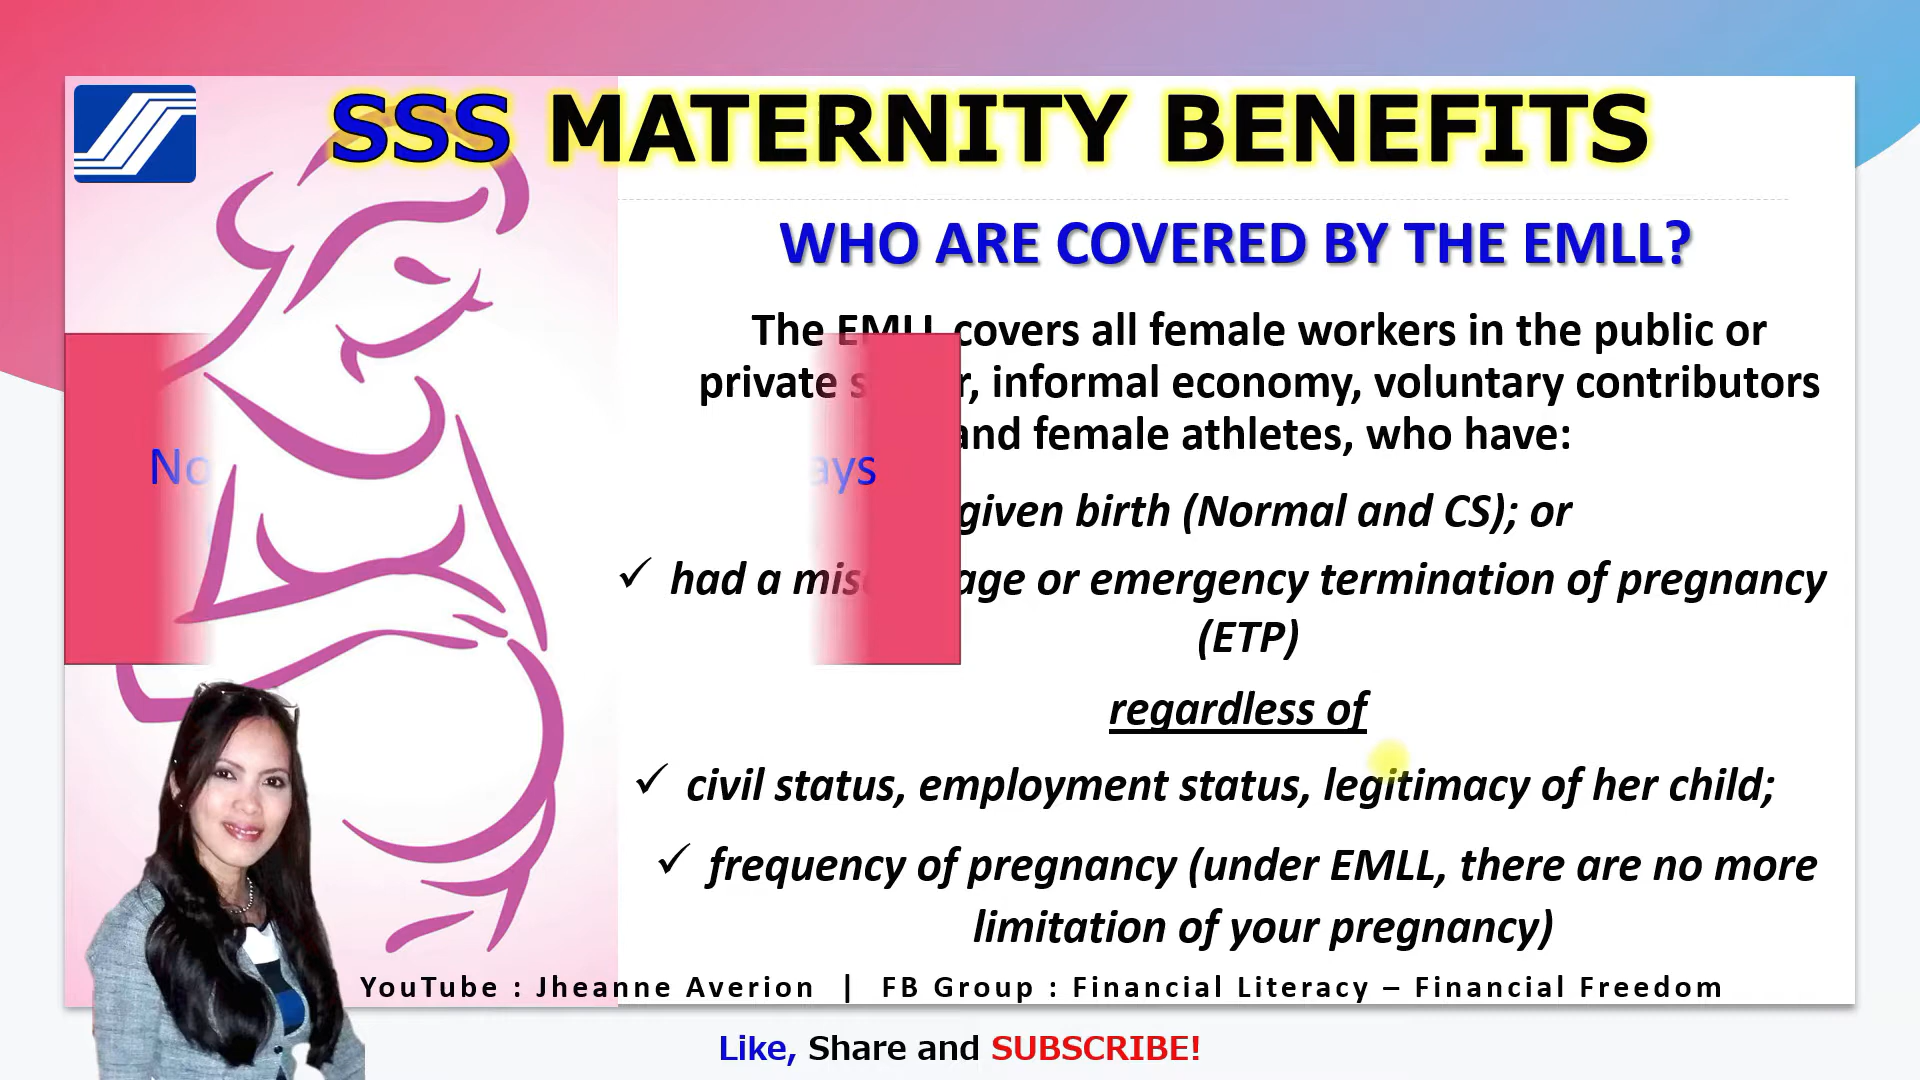 SSS MATERNITY BENEFITS
WHO ARE COVERED BY THE EMLL?
The EMLL covers all female workers in the public or
private r, informal economy, voluntary contributors
and female athletes, who have:
No ays
given birth (Normal and CS); or
✓ had a mis age or emergency termination of pregnancy
(ETP)
regardless of
✓ civil status, employment status, legitimacy of her child;
✓ frequency of pregnancy (under EMLL, there are no more
limitation of your pregnancy)
YouTube : Jheanne Averion | FB Group : Financial Literacy – Financial Freedom
Like, Share and SUBSCRIBE!